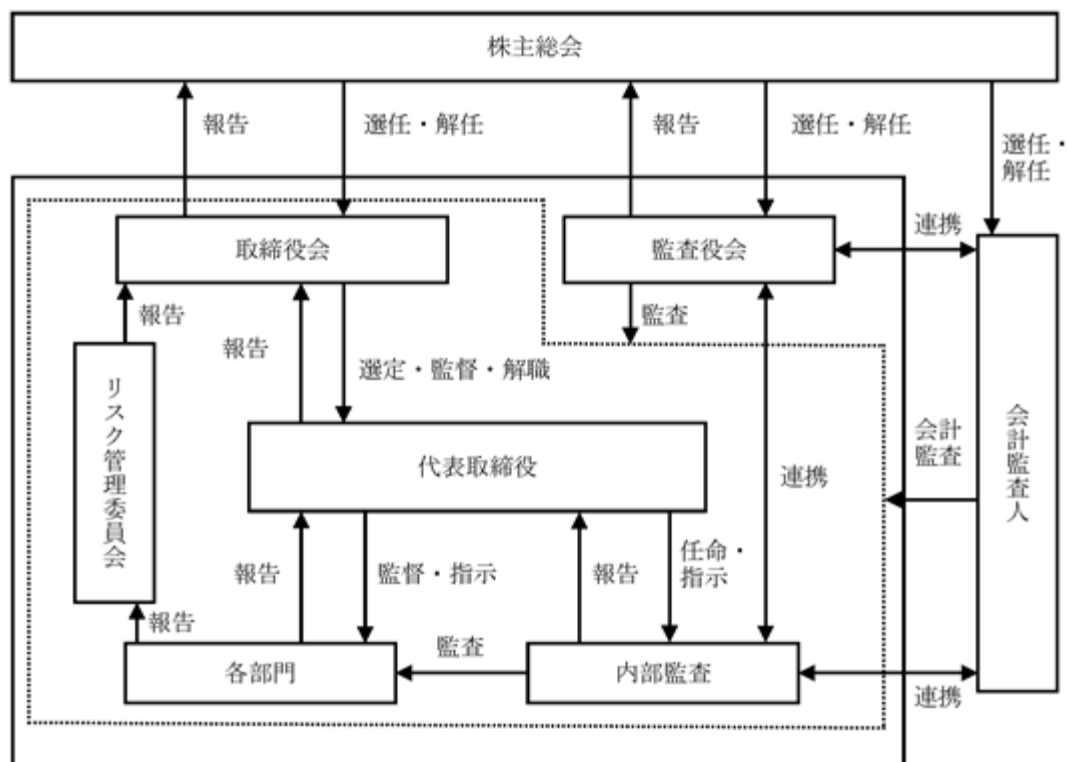 株主総会
報告
選任・解任
報告
選任・解任
選任・
解任
取締役会
監査役会
連携
報告
報告
選定・監督・解職
監査
リスク管理委員会
代表取締役
連携
会計
監査
会計監査人
報告
監督・指示
報告
任命・
指示
報告
各部門
監査
内部監査
連携